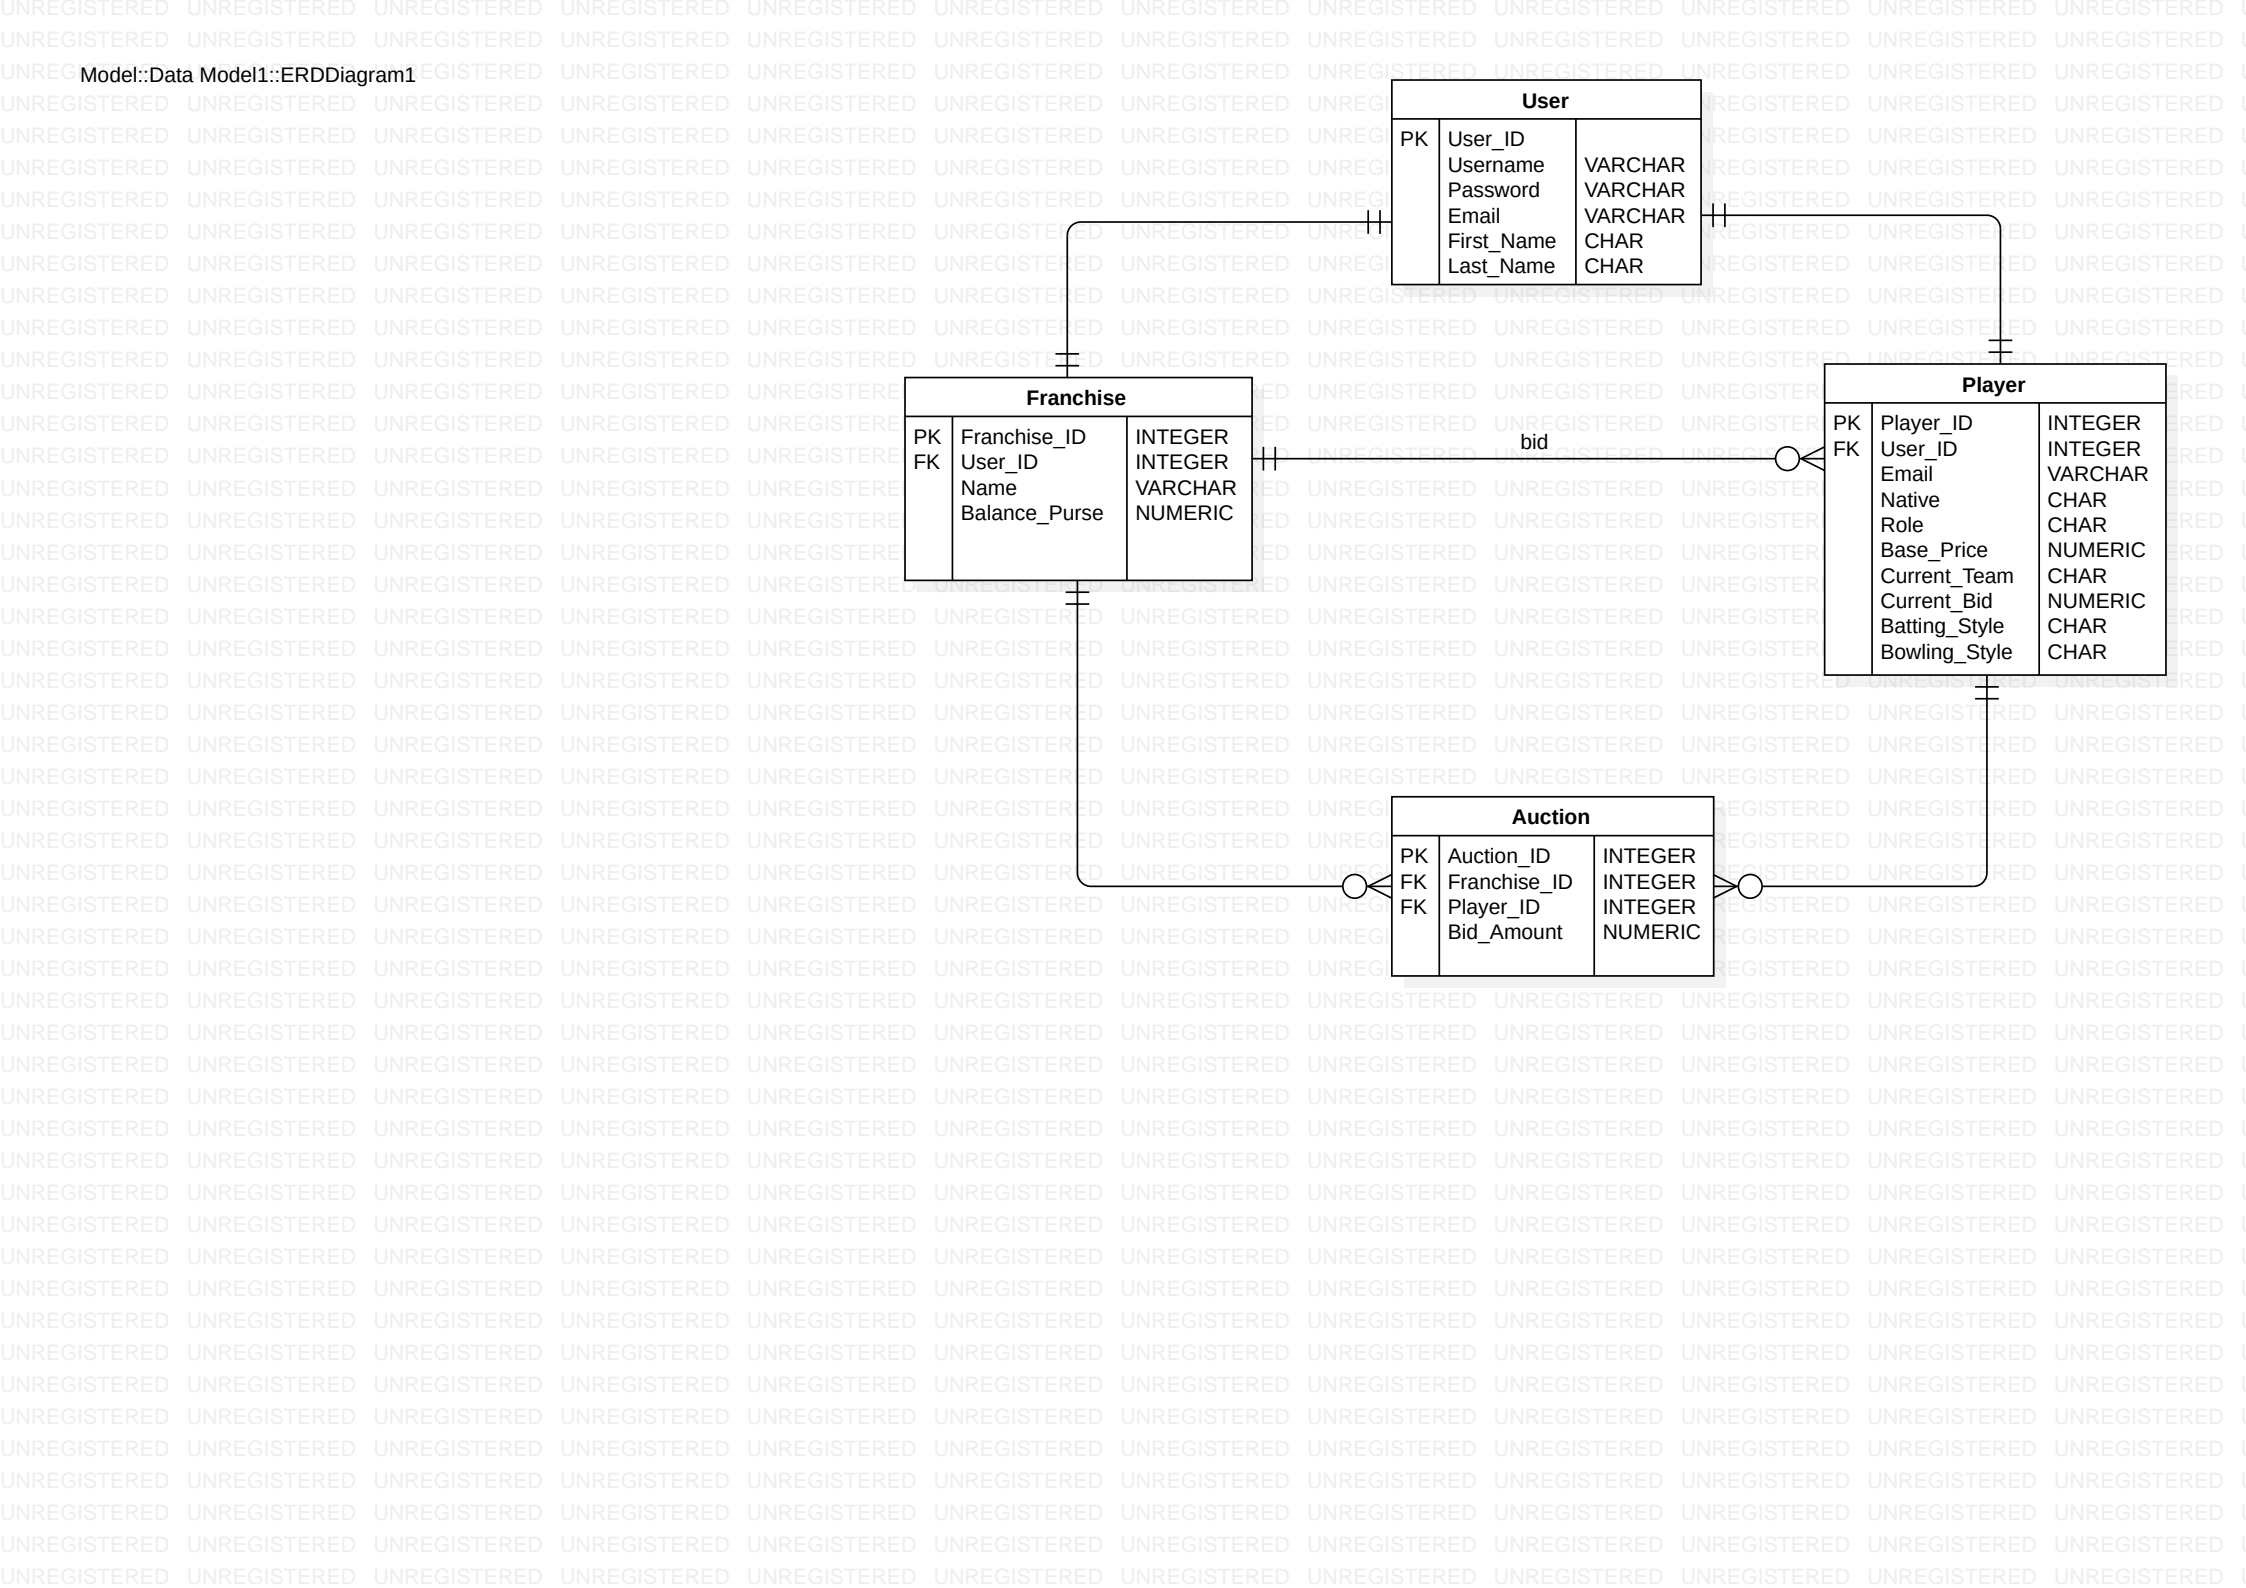 Model::Data Model1::ERDDiagram1
User
PK User_ID
Username VARCHAR
Password VARCHAR
Email VARCHAR
First_Name CHAR
Last_Name CHAR
Franchise
PK Franchise_ID INTEGER
FK User_ID INTEGER
Name VARCHAR
Balance_Purse NUMERIC
bid
Player
PK Player_ID INTEGER
FK User_ID INTEGER
Email VARCHAR
Native CHAR
Role CHAR
Base_Price NUMERIC
Current_Team CHAR
Current_Bid NUMERIC
Batting_Style CHAR
Bowling_Style CHAR
Auction
PK Auction_ID INTEGER
FK Franchise_ID INTEGER
FK Player_ID INTEGER
Bid_Amount NUMERIC
UNREGISTERED